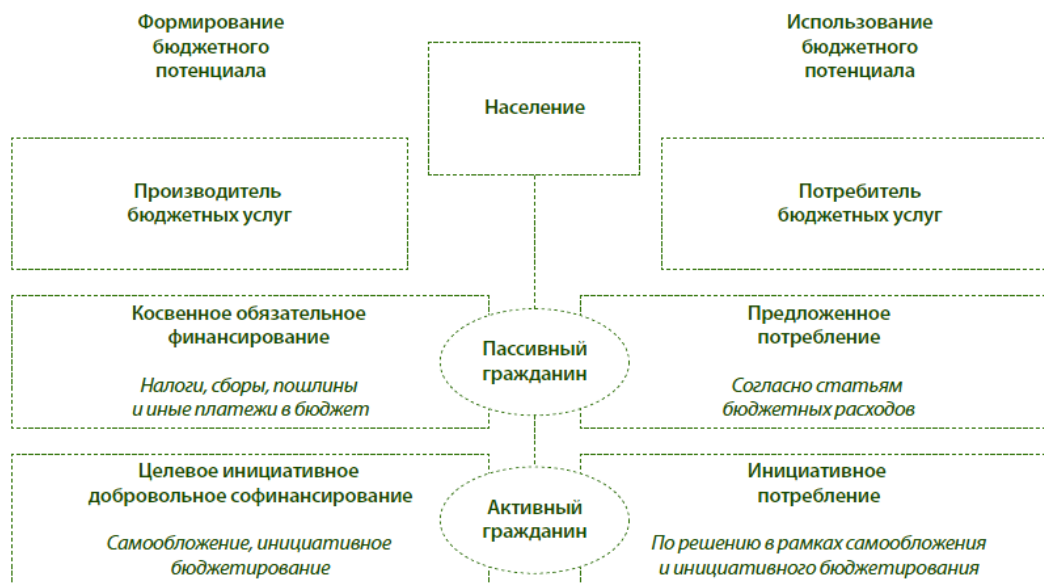 Формирование
бюджетного
потенциала
Население
Использование
бюджетного
потенциала
Производитель
бюджетных услуг
Потребитель
бюджетных услуг
Косвенное обязательное
финансирование
Налоги, сборы, пошлины
и иные платежи в бюджет
Пассивный
гражданин
Предложенное
потребление
Согласно статьям
бюджетных расходов
Целевое инициативное
добровольное софинансирование
Самообложение, инициативное
бюджетирование
Активный
гражданин
Инициативное
потребление
По решению в рамках самообложения
и инициативного бюджетирования